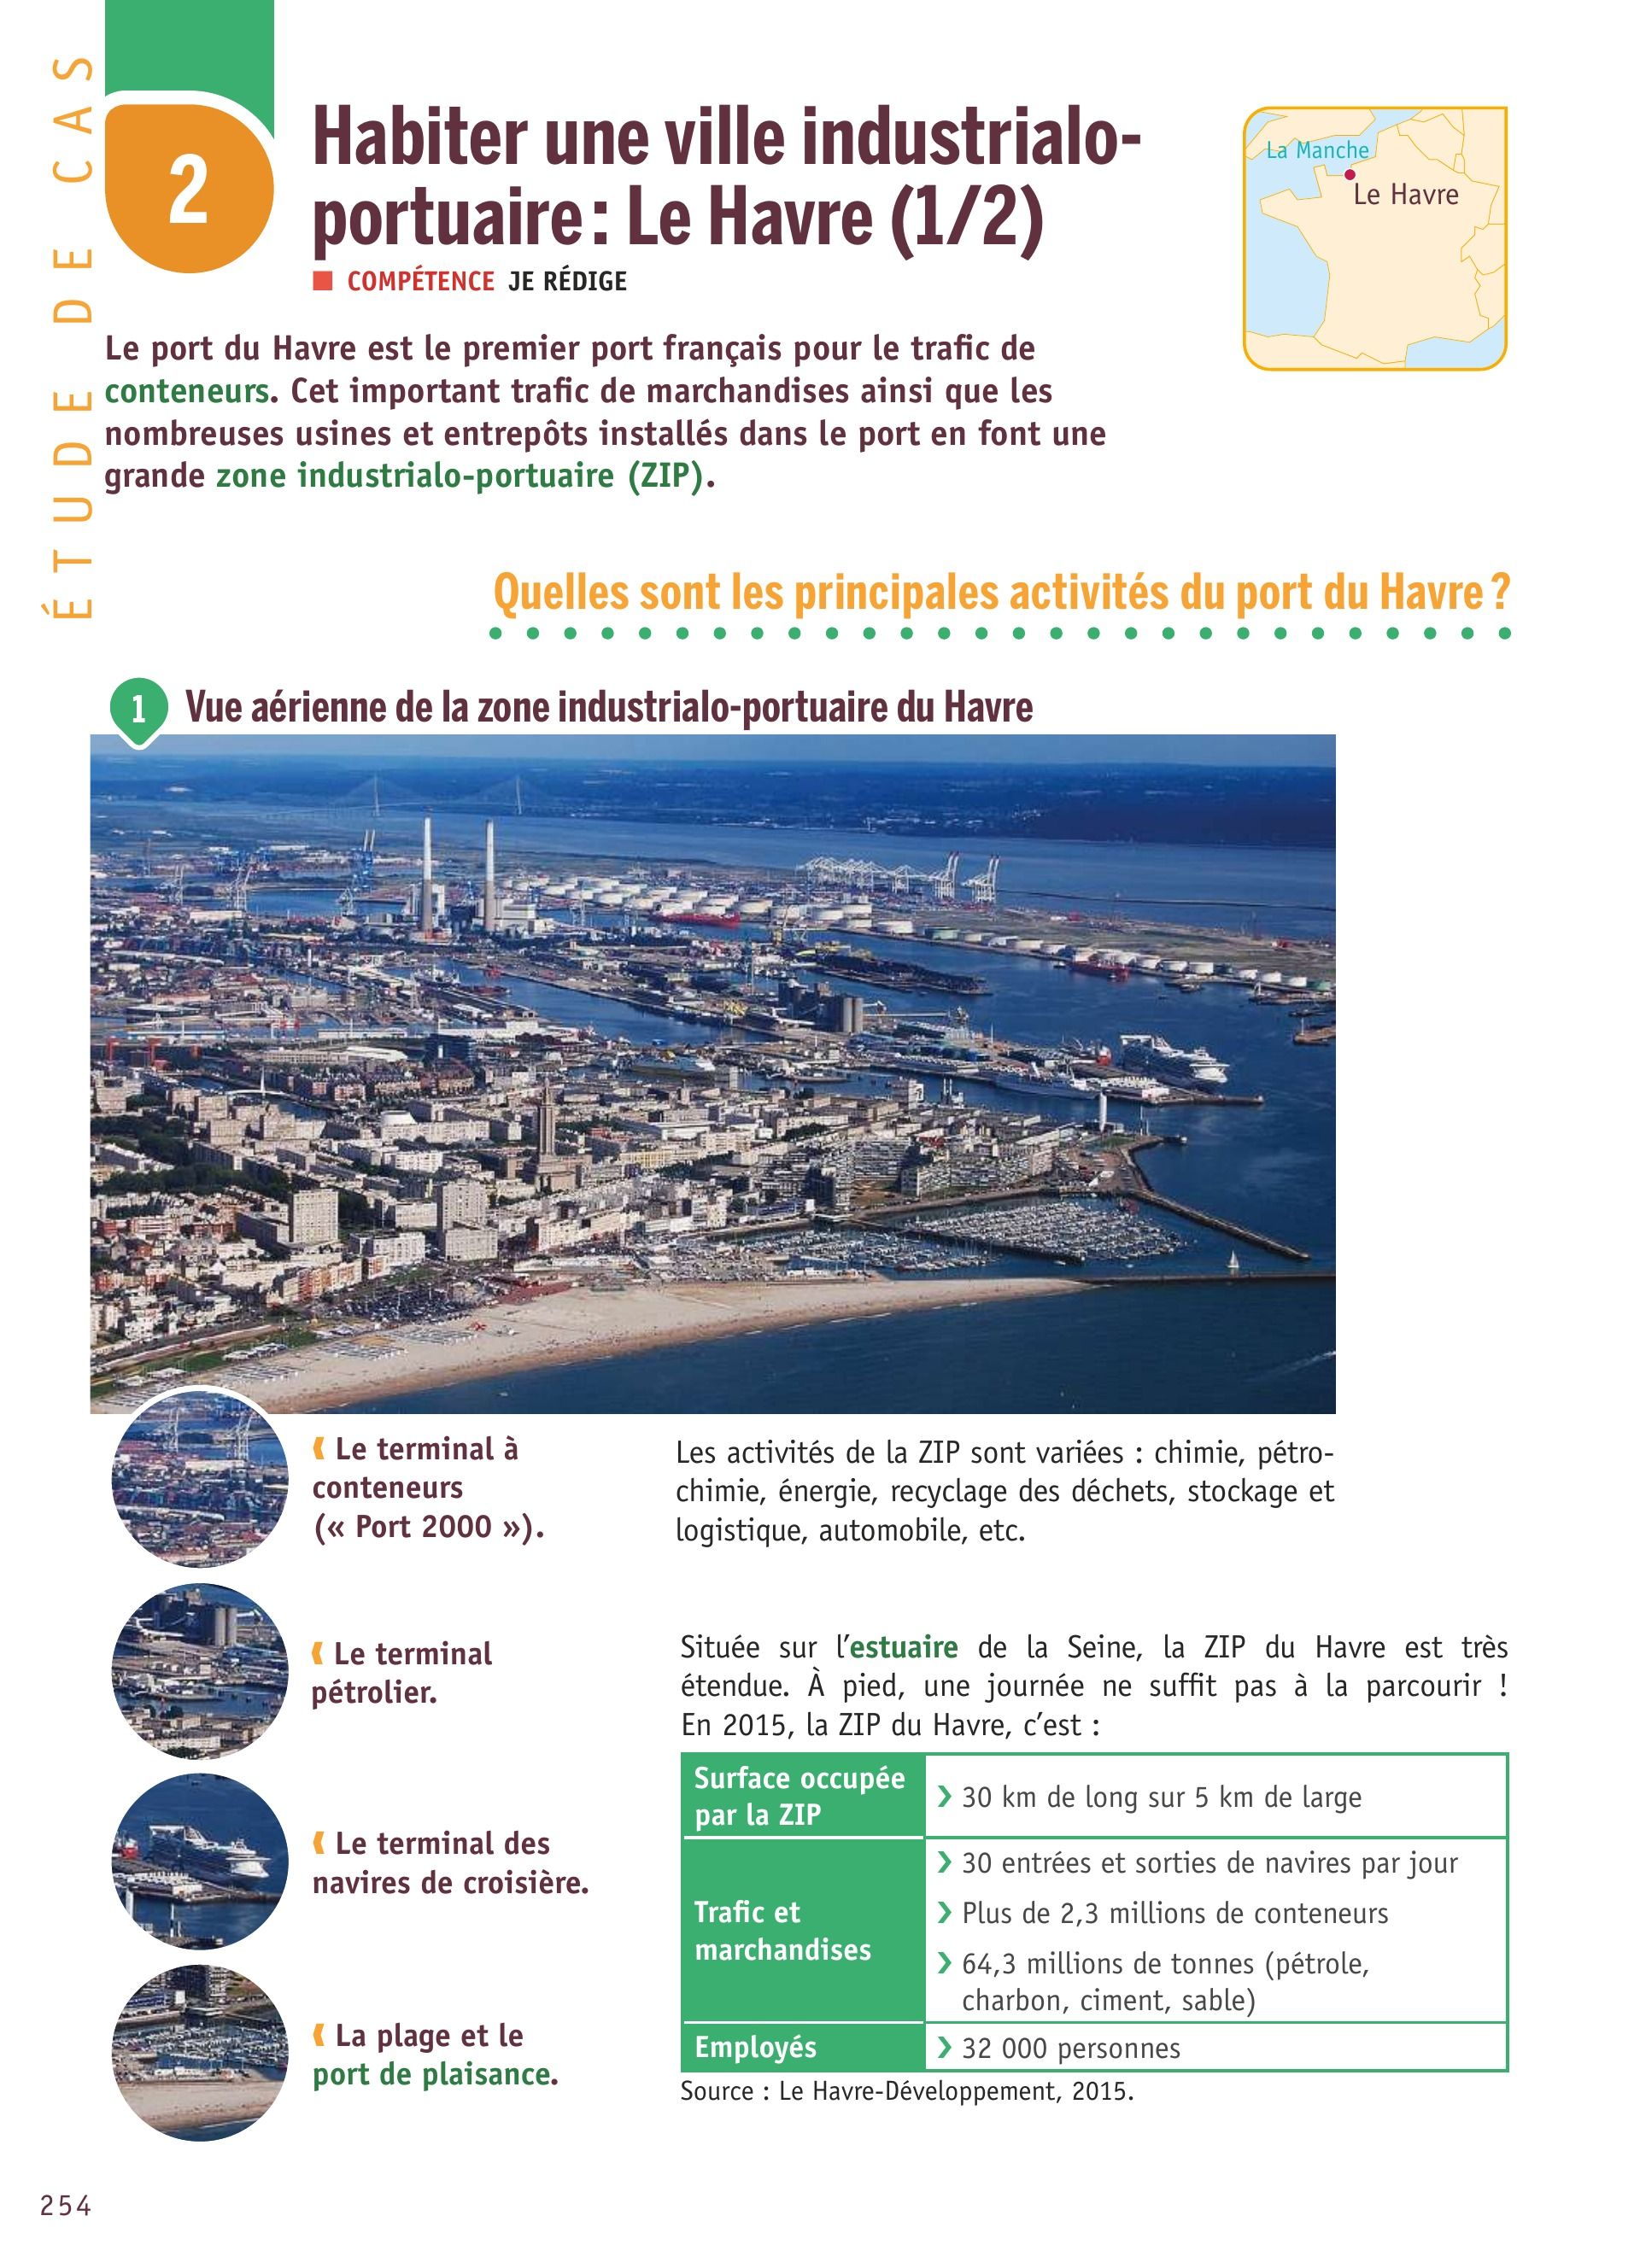 ÉTUDE DE CAS
2
Habiter une ville industrialo-
portuaire : Le Havre (1/2)
COMPÉTENCE JE RÉDIGE
La Manche
Le Havre
Le port du Havre est le premier port français pour le trafic de
conteneurs. Cet important trafic de marchandises ainsi que les
nombreuses usines et entrepôts installés dans le port en font une
grande zone industrialo-portuaire (ZIP).
Quelles sont les principales activités du port du Havre ?
1 Vue aérienne de la zone industrialo-portuaire du Havre
Le terminal à
conteneurs
(« Port 2000 »).
Le terminal
pétrolier.
Le terminal des
navires de croisière.
La plage et le
port de plaisance.
Les activités de la ZIP sont variées : chimie, pétro-
chimie, énergie, recyclage des déchets, stockage et
logistique, automobile, etc.
Située sur l'estuaire de la Seine, la ZIP du Havre est très
étendue. À pied, une journée ne suffit pas à la parcourir !
En 2015, la ZIP du Havre, c'est :
Surface occupée
par la ZIP
❯ 30 km de long sur 5 km de large
Trafic et
marchandises
❯ 30 entrées et sorties de navires par jour
❯ Plus de 2,3 millions de conteneurs
❯ 64,3 millions de tonnes (pétrole,
charbon, ciment, sable)
Employés
❯ 32 000 personnes
Source : Le Havre-Développement, 2015.
254